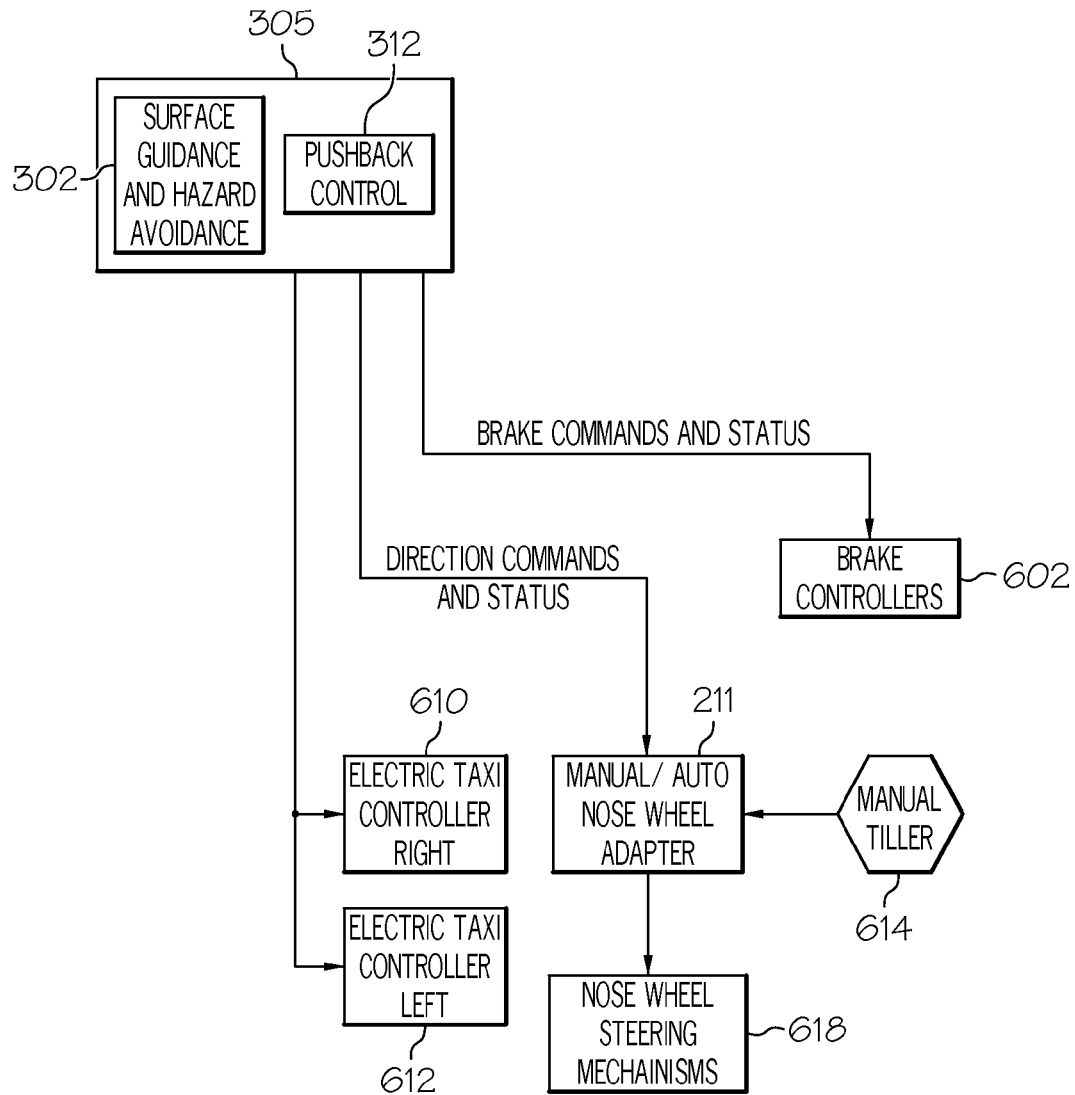 305
312
SURFACE
GUIDANCE
AND HAZARD
AVOIDANCE
302
PUSHBACK
CONTROL
BRAKE COMMANDS AND STATUS
DIRECTION COMMANDS
AND STATUS
BRAKE
CONTROLLERS
602
610
211
ELECTRIC TAXI
CONTROLLER
RIGHT
MANUAL/ AUTO
NOSE WHEEL
ADAPTER
MANUAL
TILLER
614
ELECTRIC TAXI
CONTROLLER
LEFT
612
NOSE WHEEL
STEERING
MECHAINISMS
618